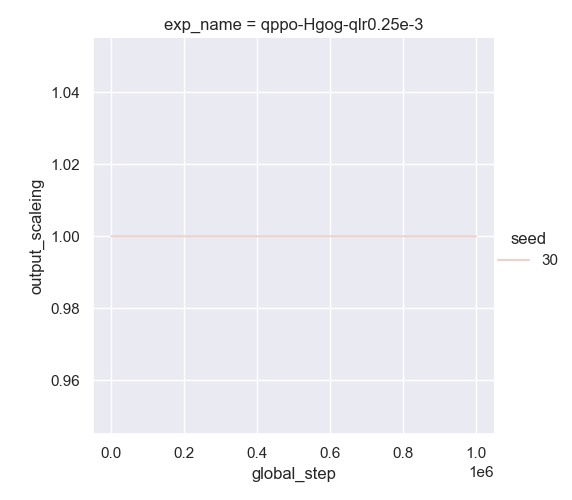 exp_name = qppo-Hgog-qlr0.25e-3
1.04
1.02
1.00
0.98
0.96
output_scaleing
0.0 0.2 0.4 0.6 0.8 1.0
1e6
global_step
seed
30